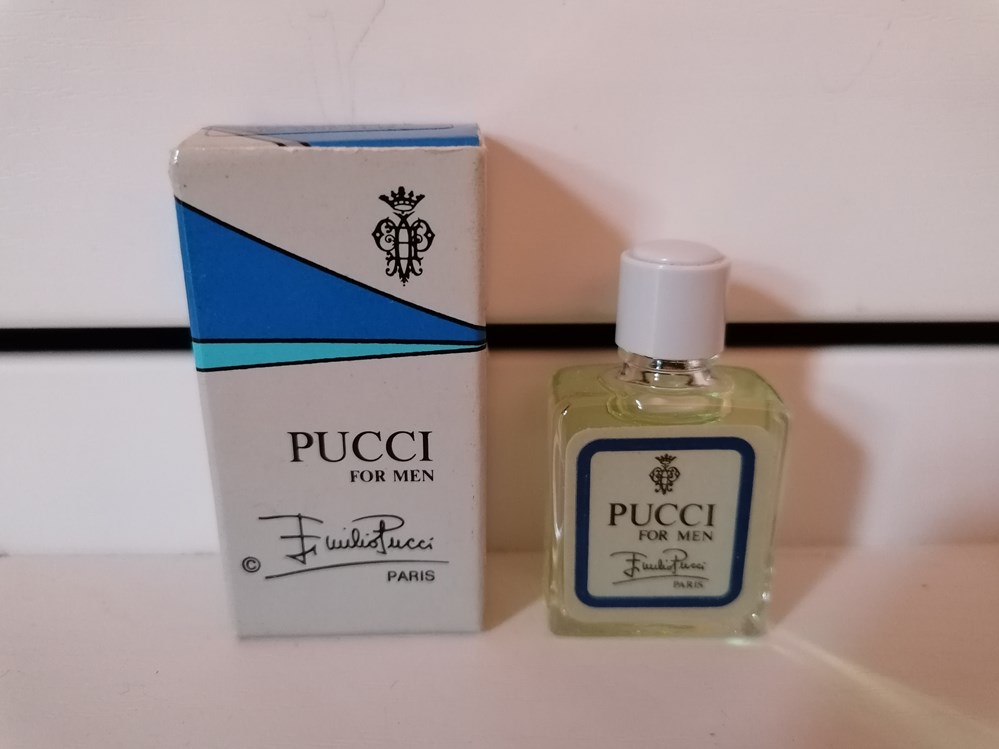 PUCCI
FOR MEN
Emilio Pucci
©
PARIS
PUCCI
FOR MEN
Emilio Pucci
PARIS